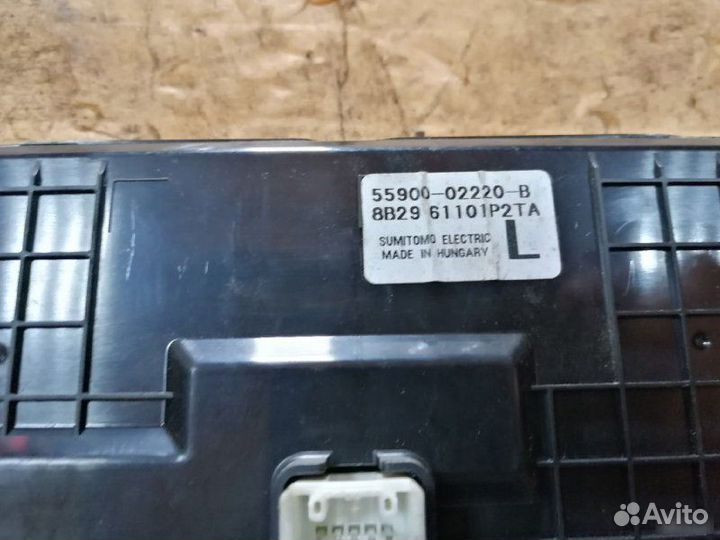 55900-02220-B
8B29 61101P2TA
SUMITOMO ELECTRIC
MADE IN HUNGARY
L
Avito